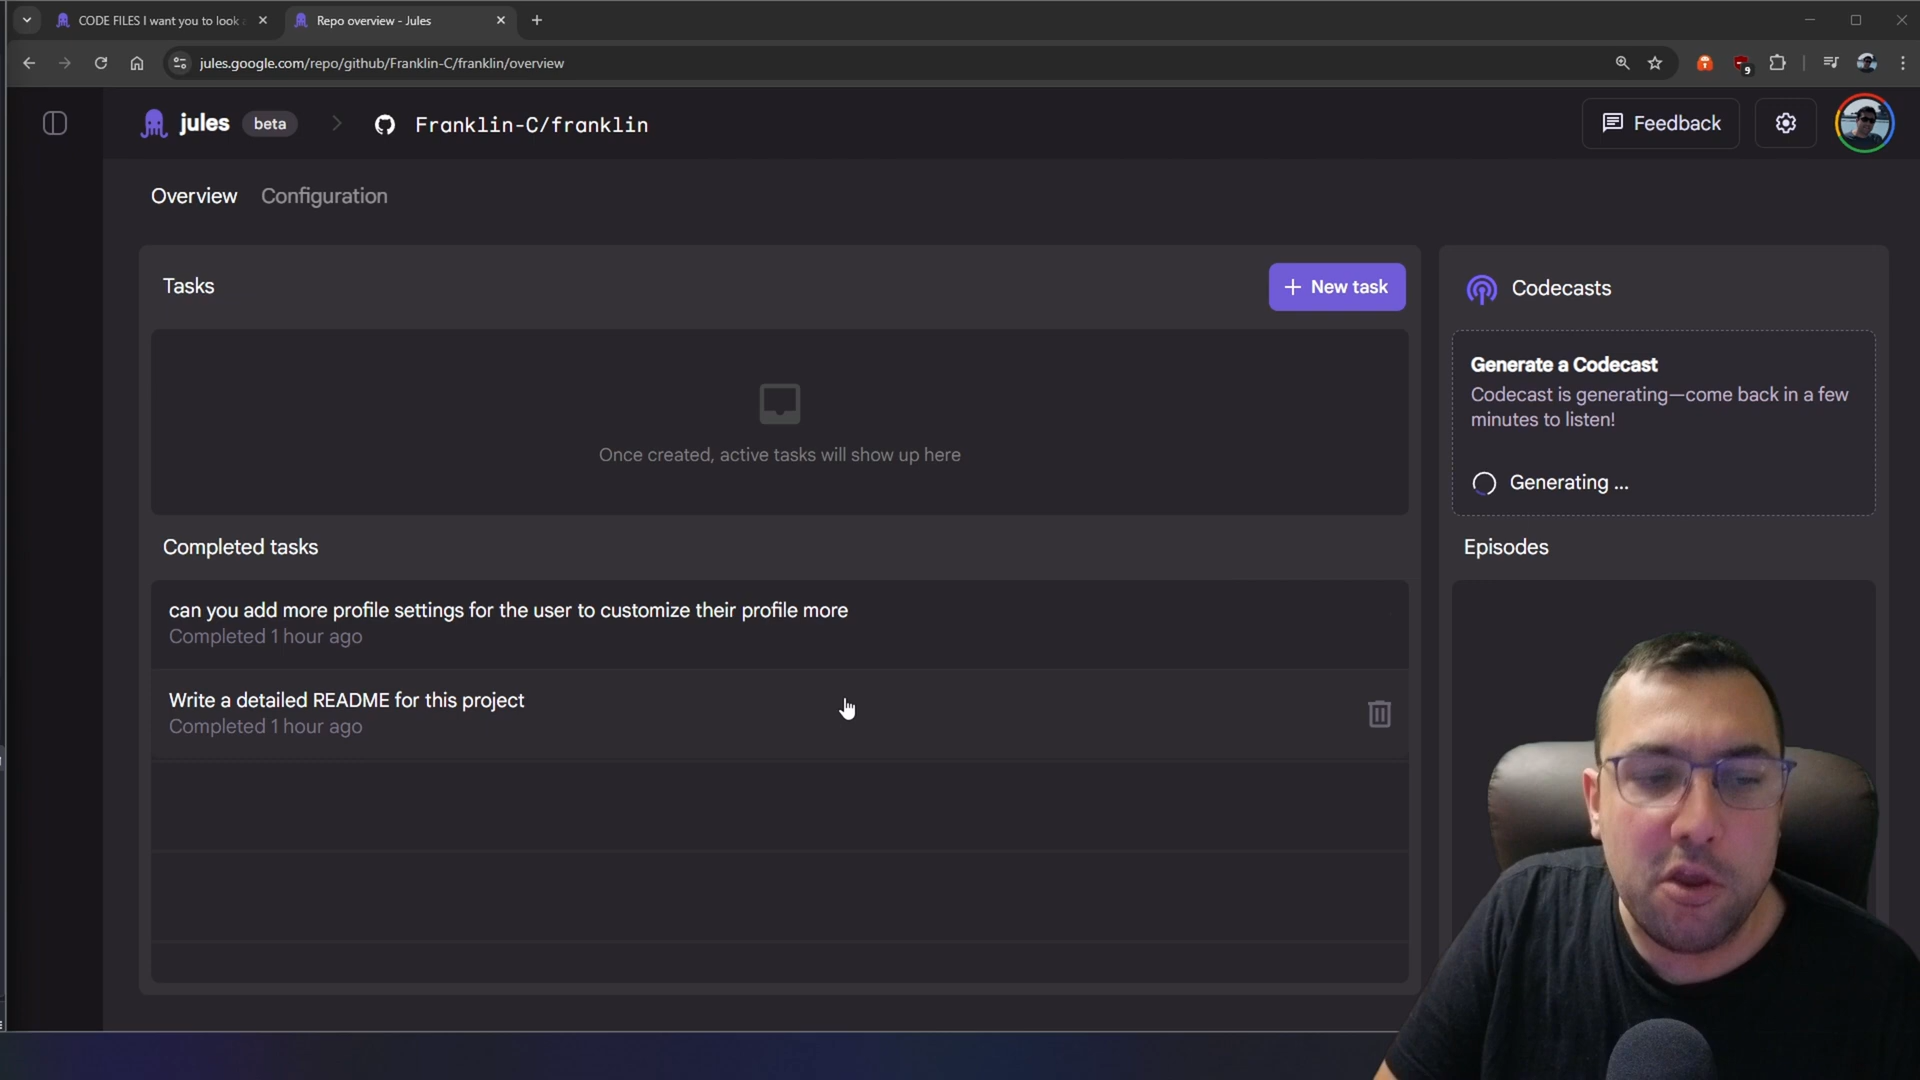 CODE FILES I want you to look
Repo overview - Jules
jules.google.com/repo/github/Franklin-C/franklin/overview
9
jules beta
Franklin-C/franklin
Feedback
Overview
Configuration
Tasks
New task
Once created, active tasks will show up here
Completed tasks
can you add more profile settings for the user to customize their profile more
Completed 1 hour ago
Write a detailed README for this project
Completed 1 hour ago
Codecasts
Generate a Codecast
Codecast is generating—come back in a few
minutes to listen!
Generating ...
Episodes